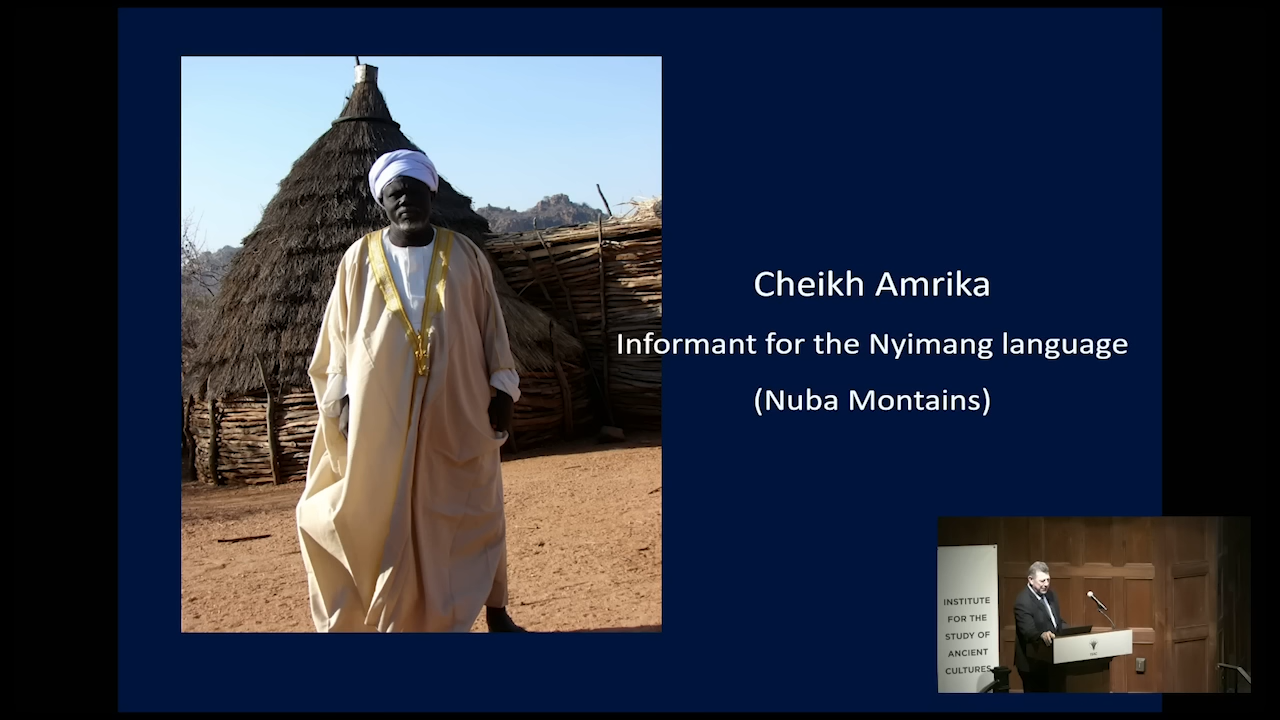 Cheikh Amrika
Informant for the Nyimang language
(Nuba Montains)
INSTITUTE
FOR THE
STUDY OF
ANCIENT
CULTURES